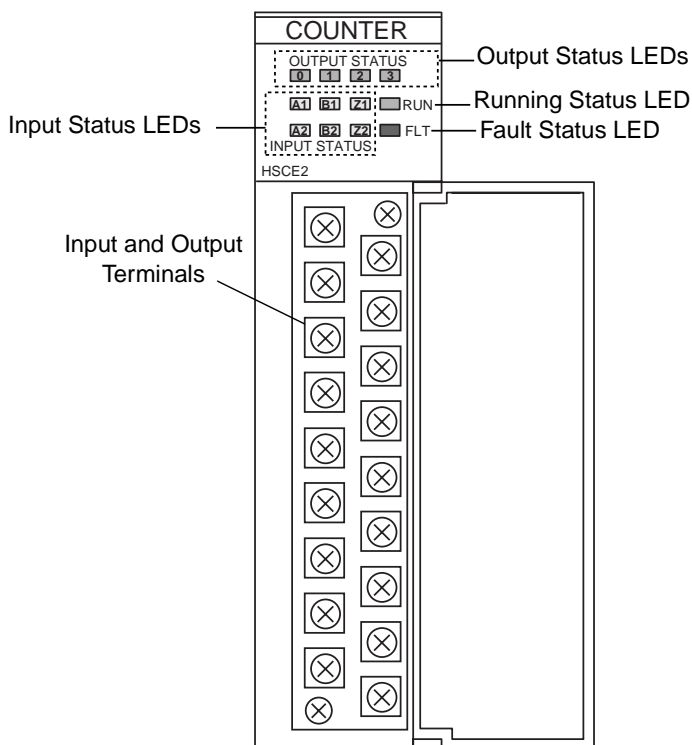 COUNTER
OUTPUT STATUS
0 1 2 3
Output Status LEDs
A1 B1 Z1 RUN
Running Status LED
Input Status LEDs
A2 B2 Z2 FLT
Fault Status LED
INPUT STATUS
HSCE2
Input and Output
Terminals